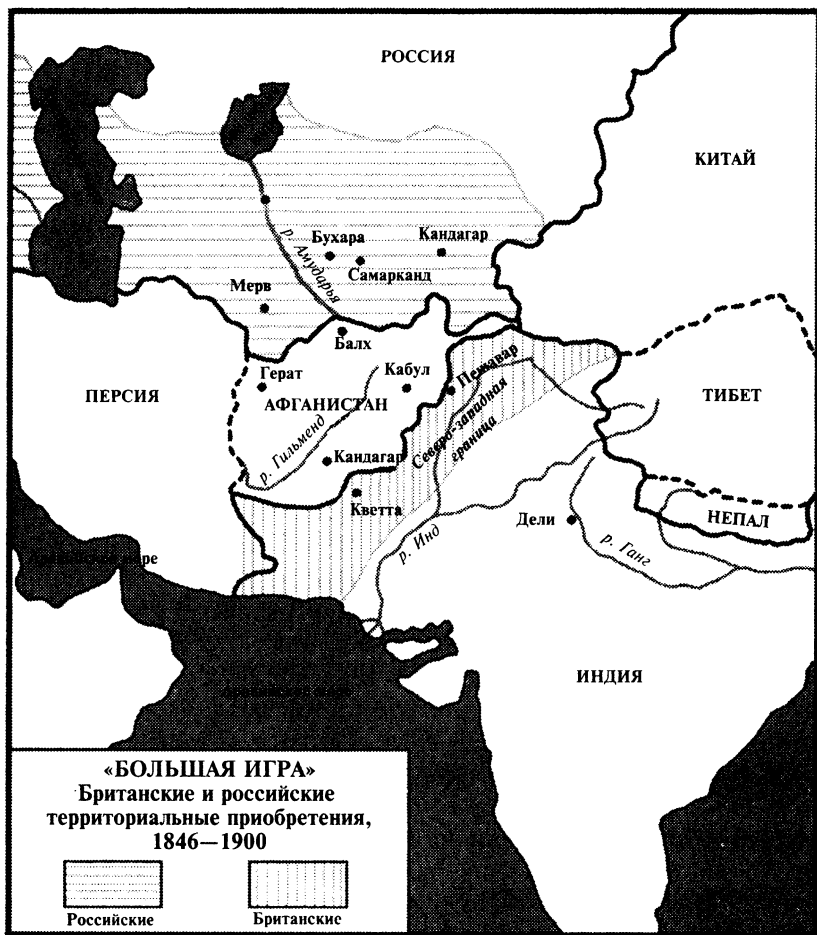 РОССИЯ
КИТАЙ
р. Амударья
Бухара
Кандагар
Самарканд
Мерв
Балх
Герат
Кабул
Пешавар
ПЕРСИЯ
АФГАНИСТАН
ТИБЕТ
Северо-западная
граница
р. Гильменд
Кандагар
Кветта
Дели
НЕПАЛ
р. Инд
р. Ганг
море
ИНДИЯ
«БОЛЬШАЯ ИГРА»
Британские и российские
территориальные приобретения,
1846—1900
Российские
Британские